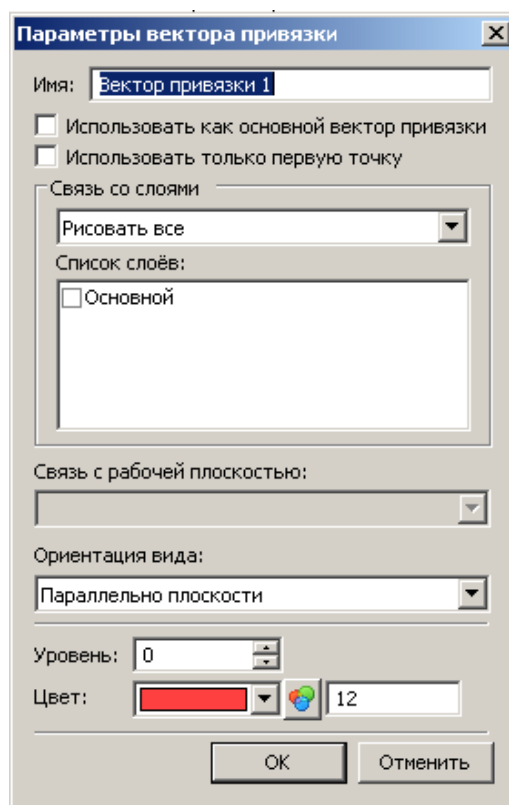 Параметры вектора привязки
Имя: Вектор привязки 1
Использовать как основной вектор привязки
Использовать только первую точку
Связь со слоями
Рисовать все
Список слоёв:
Основной
Связь с рабочей плоскостью:
Ориентация вида:
Параллельно плоскости
Уровень: 0
Цвет: 12
OK Отменить